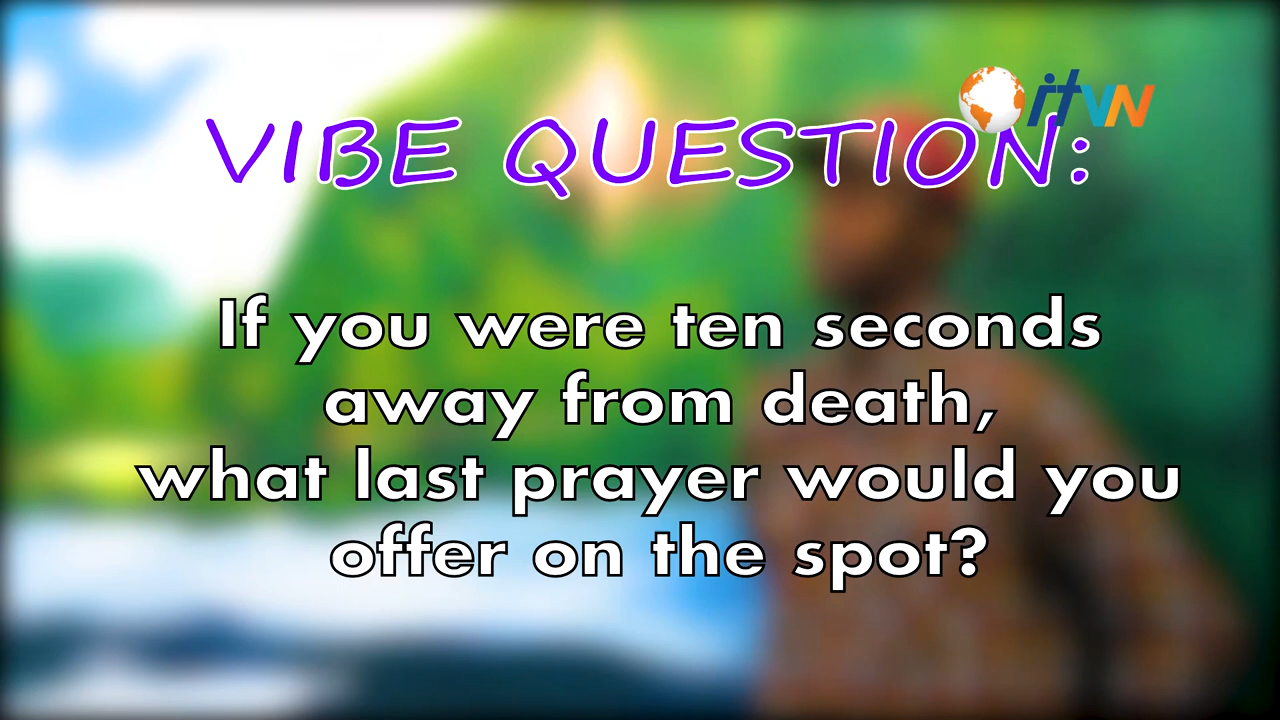 itvn
VIBE QUESTION:
If you were ten seconds
away from death,
what last prayer would you
offer on the spot?